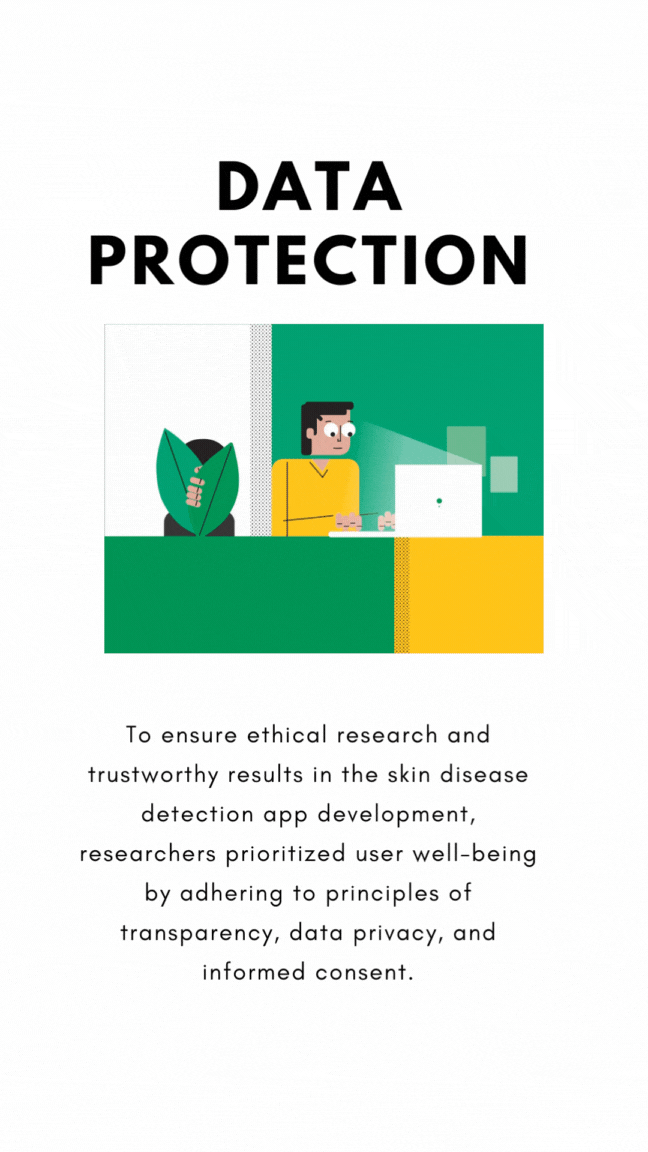 DATA
PROTECTION
To ensure ethical research and
trustworthy results in the skin disease
detection app development,
researchers prioritized user well-being
by adhering to principles of
transparency, data privacy, and
informed consent.